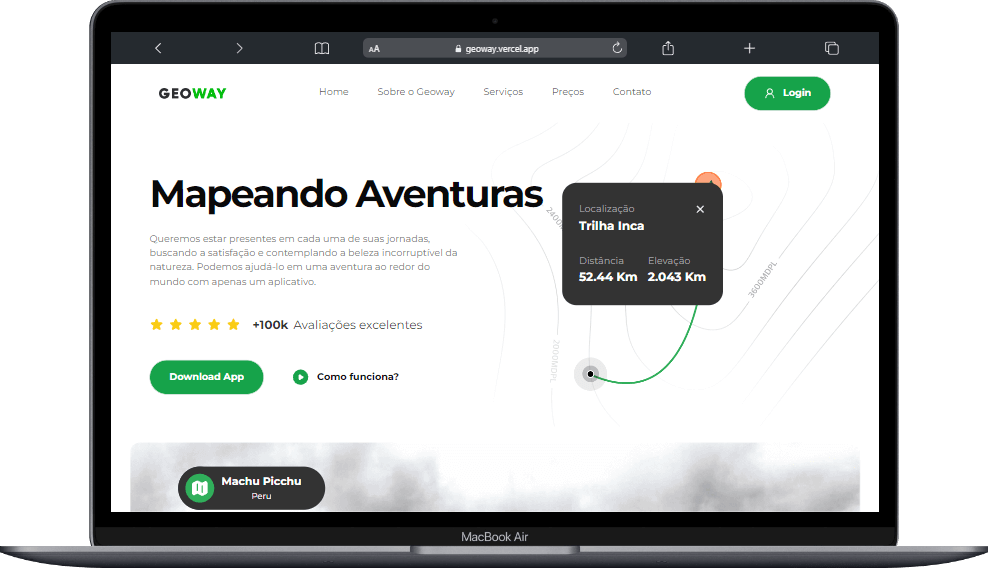 AA geoway.vercel.app
GEOWAY
Home Sobre o Geoway Serviços Preços Contato
Login
Mapeando Aventuras
Queremos estar presentes em cada uma de suas jornadas,
buscando a satisfação e contemplando a beleza incorruptível da
natureza. Podemos ajudá-lo em uma aventura ao redor do
mundo com apenas um aplicativo.
+100k Avaliações excelentes
Download App
Como funciona?
Localização
Trilha Inca
Distância Elevação
52.44 Km 2.043 Km
3600MDPL
2000MDPL
Machu Picchu
Peru
MacBook Air